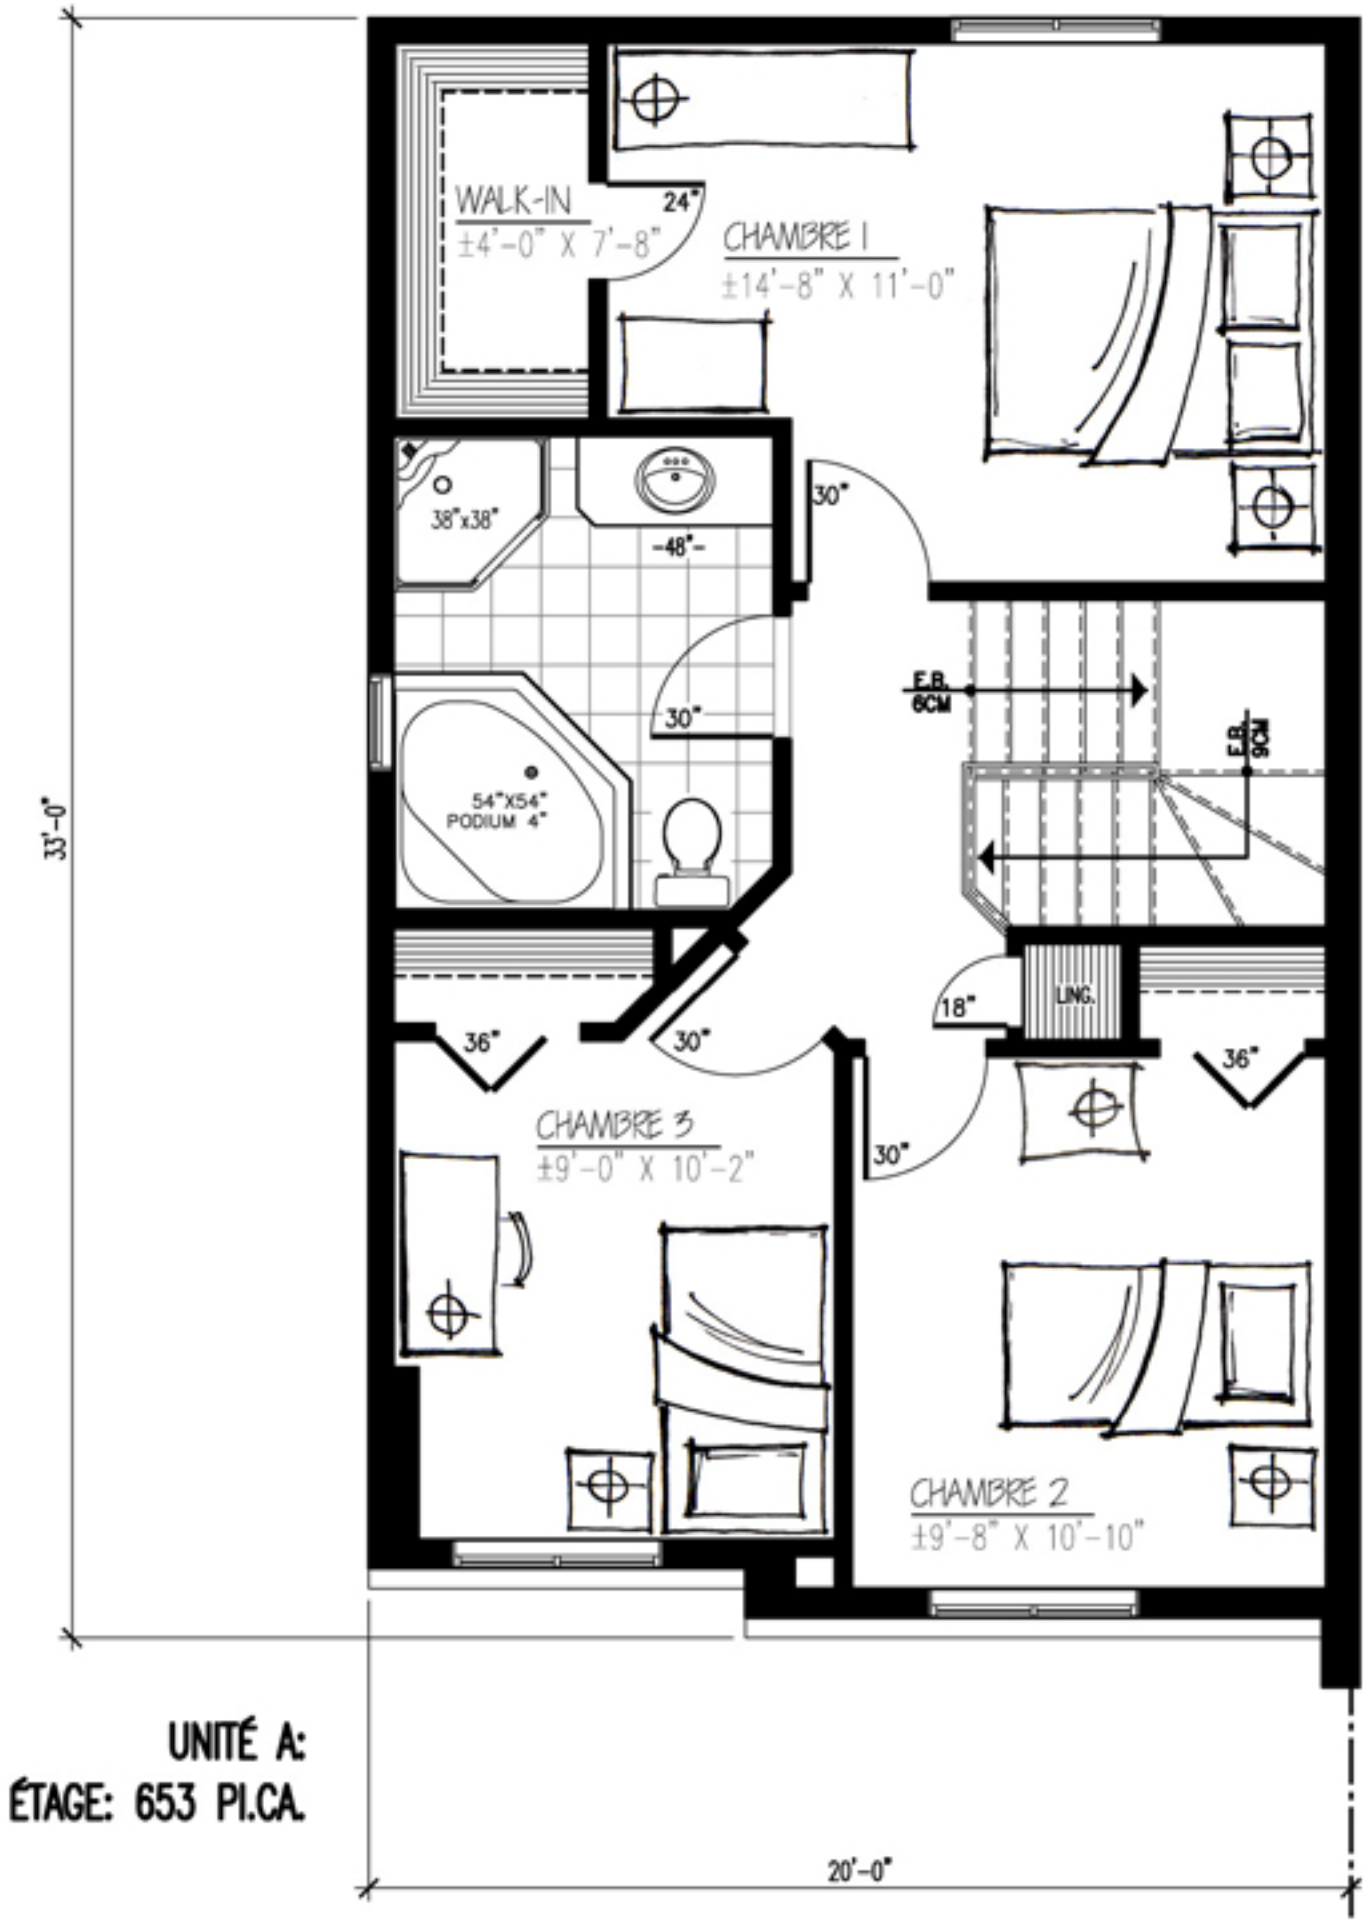 WALK-IN
±4'-0" X 7'-8"
24"
CHAMBRE 1
±14'-8" X 11'-0"
38"x38"
-48"-
30"
30"
E.B.
6CM
E.B.
9CM
54"X54"
PODIUM 4"
33'-0"
36"
30"
18"
LING.
36"
CHAMBRE 3
±9'-0" X 10'-2"
30"
CHAMBRE 2
±9'-8" X 10'-10"
UNITÉ A:
ÉTAGE: 653 PI.CA.
20'-0"